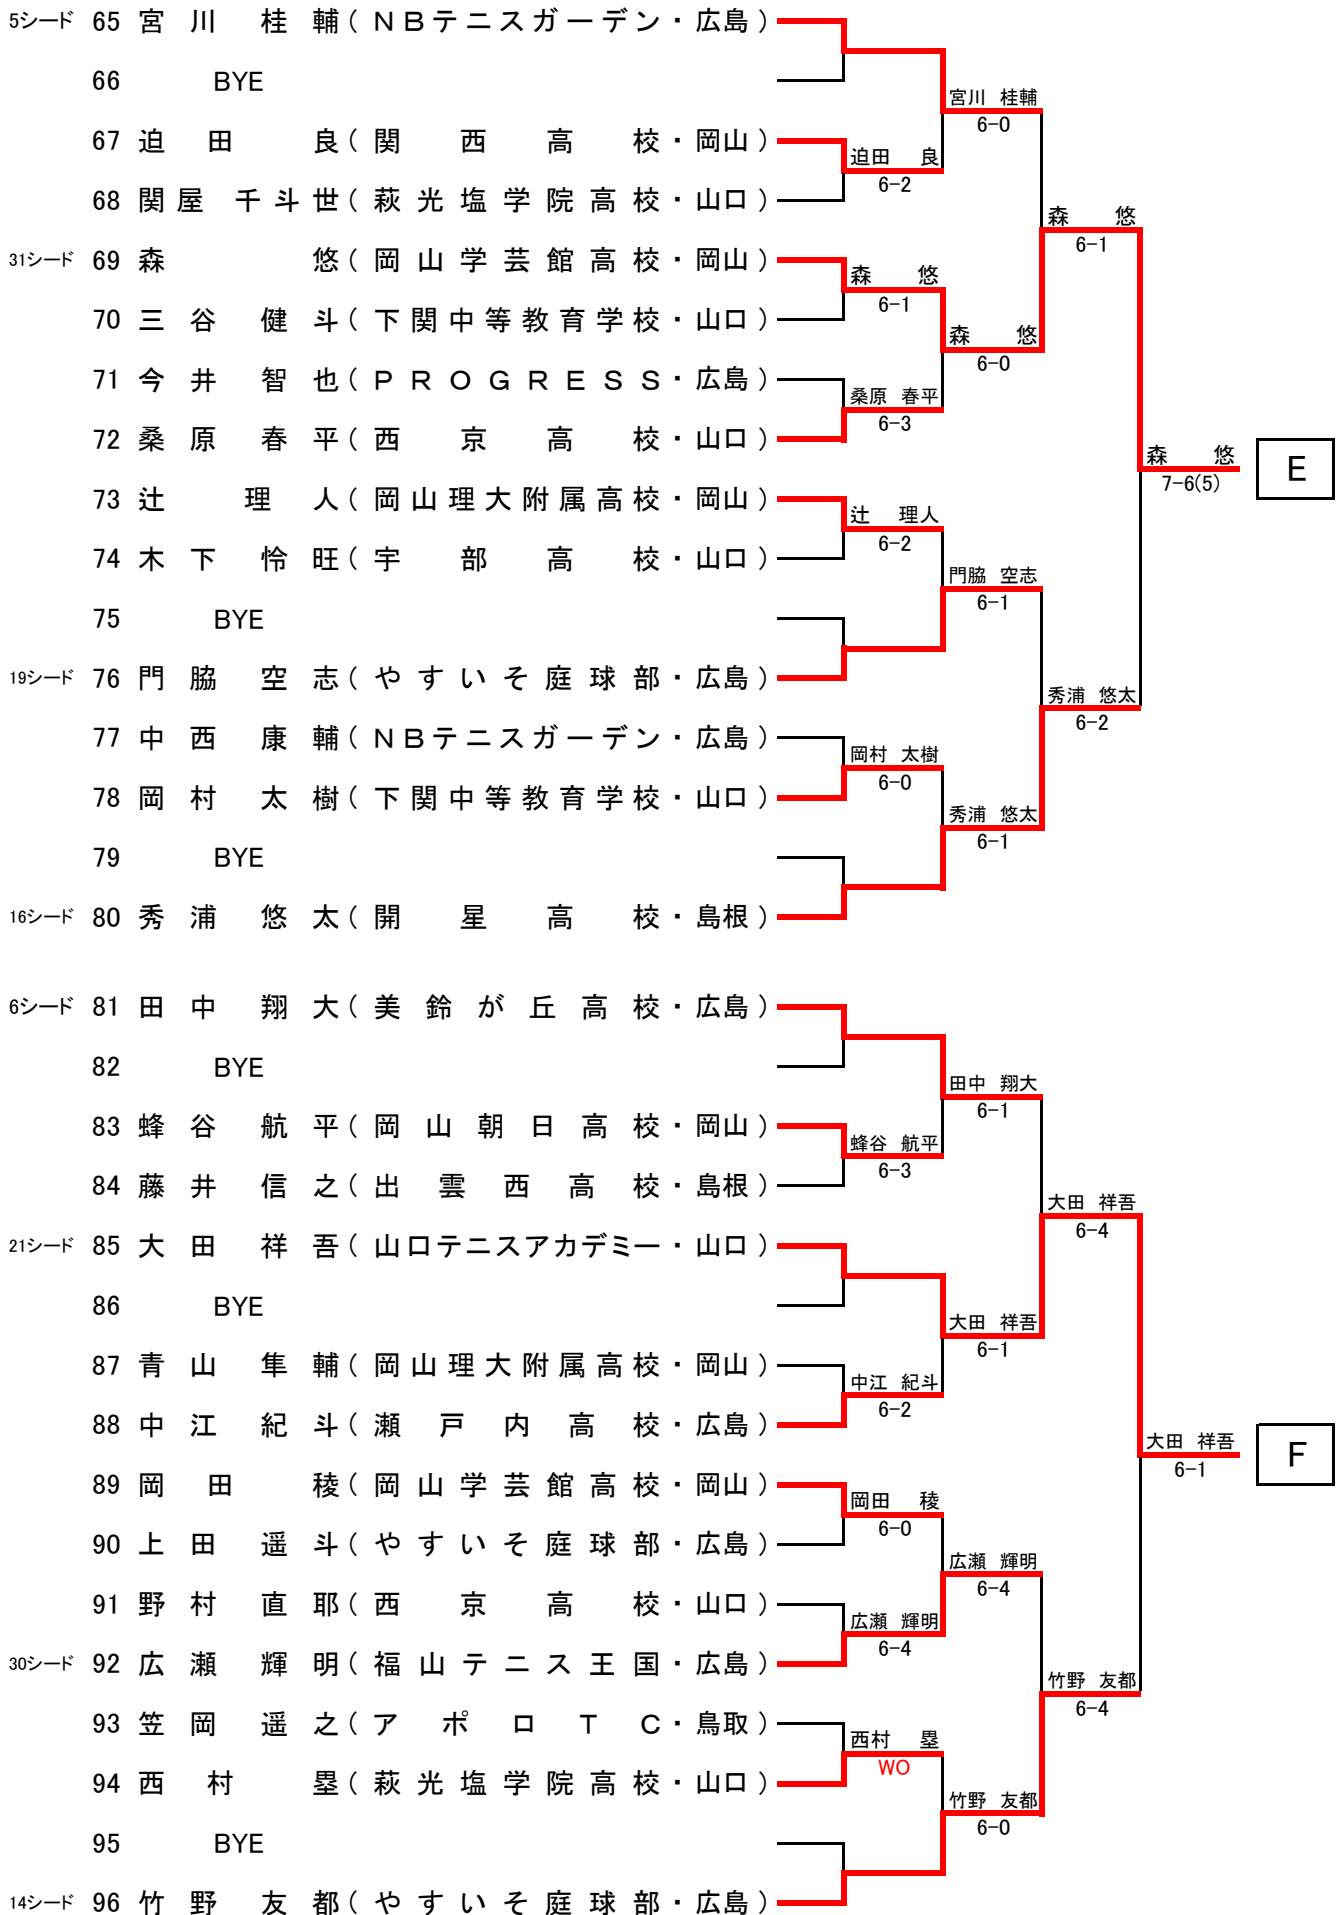 5シード 65 宮川 桂輔 ( NBテニスガーデン ・ 広島 )
66 BYE
宮川 桂輔
6-0
67 迫田 良 ( 関西高校 ・ 岡山 )
迫田 良
6-2
68 関屋 千斗世 ( 萩光塩学院高校 ・ 山口 )
森 悠
6-1
31シード 69 森 悠 ( 岡山学芸館高校 ・ 岡山 )
森 悠
6-1
70 三谷 健斗 ( 下関中等教育学校 ・ 山口 )
森 悠
6-0
71 今井 智也 ( PROGRESS ・ 広島 )
桑原 春平
6-3
72 桑原 春平 ( 西京高校 ・ 山口 )
森 悠
7-6(5)
E
73 辻 理人 ( 岡山理大附属高校 ・ 岡山 )
辻 理人
6-2
74 木下 怜旺 ( 宇部高校 ・ 山口 )
門脇 空志
6-1
75 BYE
19シード 76 門脇 空志 ( やすいそ庭球部 ・ 広島 )
秀浦 悠太
6-2
77 中西 康輔 ( NBテニスガーデン ・ 広島 )
岡村 太樹
6-0
78 岡村 太樹 ( 下関中等教育学校 ・ 山口 )
秀浦 悠太
6-1
79 BYE
16シード 80 秀浦 悠太 ( 開星高校 ・ 島根 )
6シード 81 田中 翔大 ( 美鈴が丘高校 ・ 広島 )
82 BYE
田中 翔大
6-1
83 蜂谷 航平 ( 岡山朝日高校 ・ 岡山 )
蜂谷 航平
6-3
84 藤井 信之 ( 出雲西高校 ・ 島根 )
大田 祥吾
6-4
21シード 85 大田 祥吾 ( 山口テニスアカデミー ・ 山口 )
86 BYE
大田 祥吾
6-1
87 青山 隼輔 ( 岡山理大附属高校 ・ 岡山 )
中江 紀斗
6-2
88 中江 紀斗 ( 瀬戸内高校 ・ 広島 )
大田 祥吾
6-1
F
89 岡田 稜 ( 岡山学芸館高校 ・ 岡山 )
岡田 稜
6-0
90 上田 遥斗 ( やすいそ庭球部 ・ 広島 )
広瀬 輝明
6-4
91 野村 直耶 ( 西京高校 ・ 山口 )
広瀬 輝明
6-4
30シード 92 広瀬 輝明 ( 福山テニス王国 ・ 広島 )
竹野 友都
6-4
93 笠岡 遥之 ( アポロTC ・ 鳥取 )
西村 塁
WO
94 西村 塁 ( 萩光塩学院高校 ・ 山口 )
竹野 友都
6-0
95 BYE
14シード 96 竹野 友都 ( やすいそ庭球部 ・ 広島 )